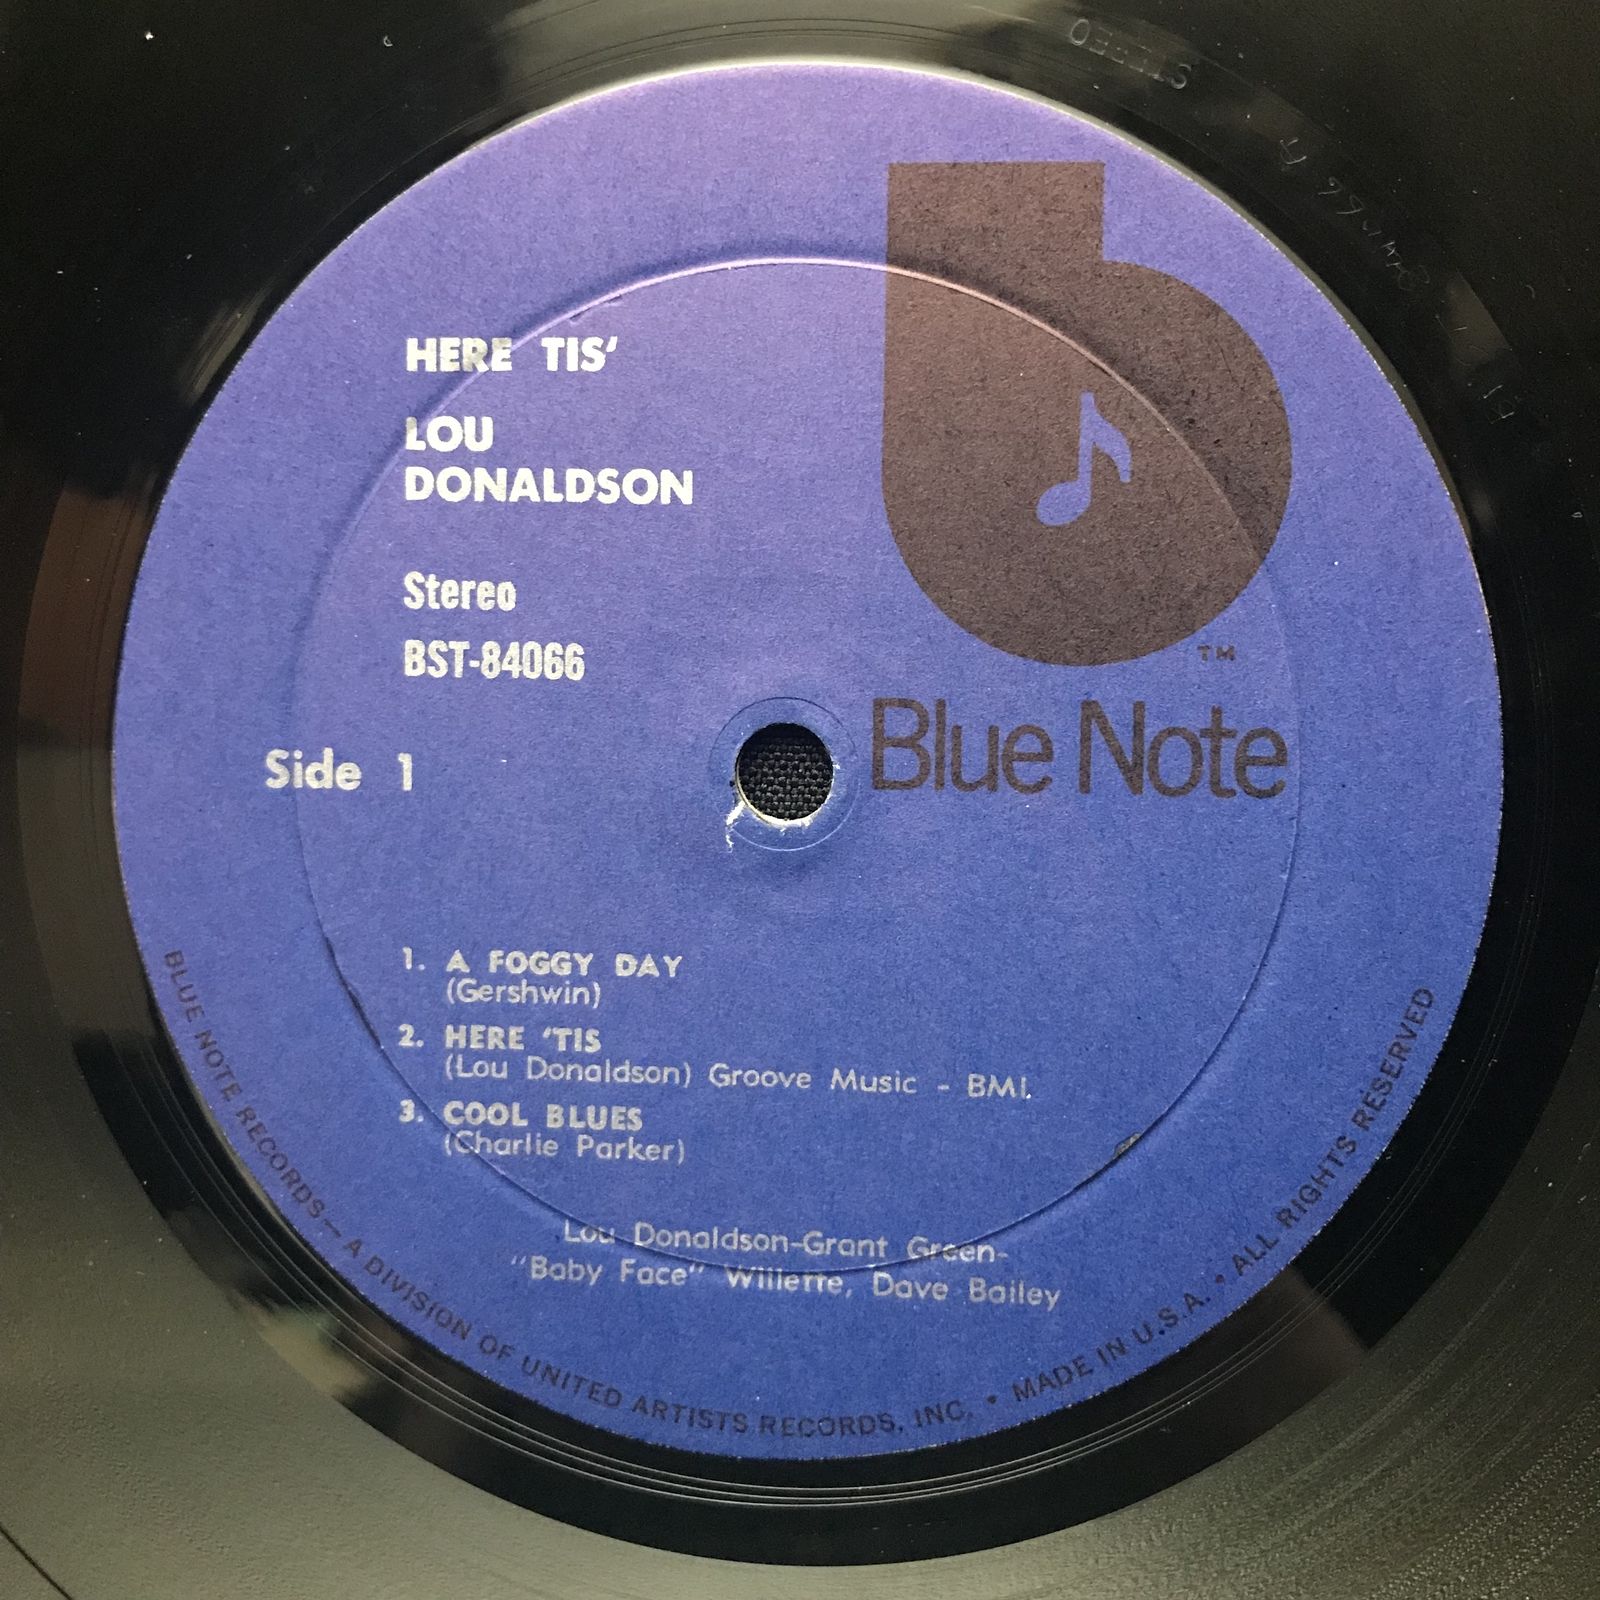 HERE TIS'
LOU
DONALDSON
Stereo
BST-84066
Side 1
TM
Blue Note
1. A FOGGY DAY
(Gershwin)
2. HERE 'TIS
(Lou Donaldson) Groove Music - BMI.
3. COOL BLUES
(Charlie Parker)
Lou Donaldson-Grant Green-
"Baby Face" Willette, Dave Bailey
BLUE NOTE RECORDS—A DIVISION OF UNITED ARTISTS RECORDS, INC. • MADE IN U.S.A. • ALL RIGHTS RESERVED
STEREO